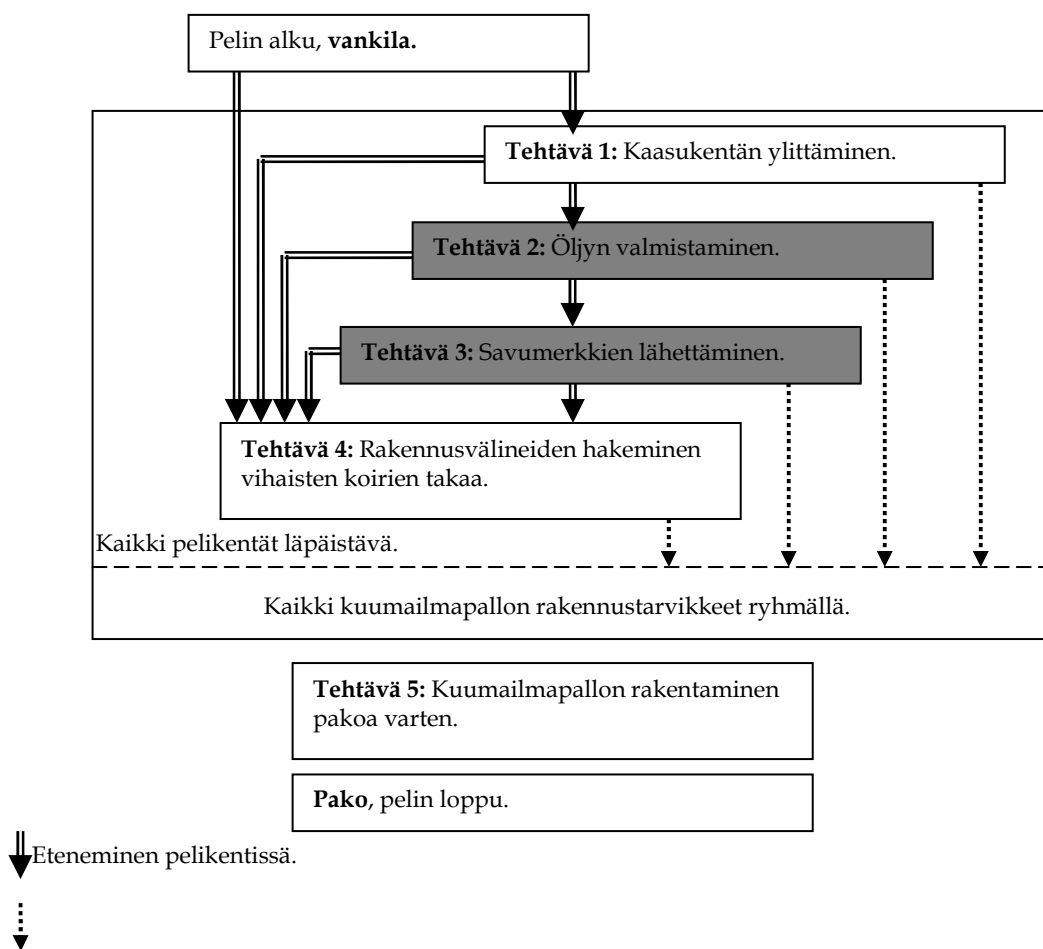 Pelin alku, vankila.
Tehtävä 1: Kaasukentän ylittäminen.
Tehtävä 2: Öljyn valmistaminen.
Tehtävä 3: Savumerkkien lähettäminen.
Tehtävä 4: Rakennusvälineiden hakeminen
vihaisten koirien takaa.
Kaikki pelikentät läpäistävä.
Kaikki kuumailmapallon rakennustarvikkeet ryhmällä.
Tehtävä 5: Kuumailmapallon rakentaminen
pakoa varten.
Pako, pelin loppu.
Eteneminen pelikentissä.